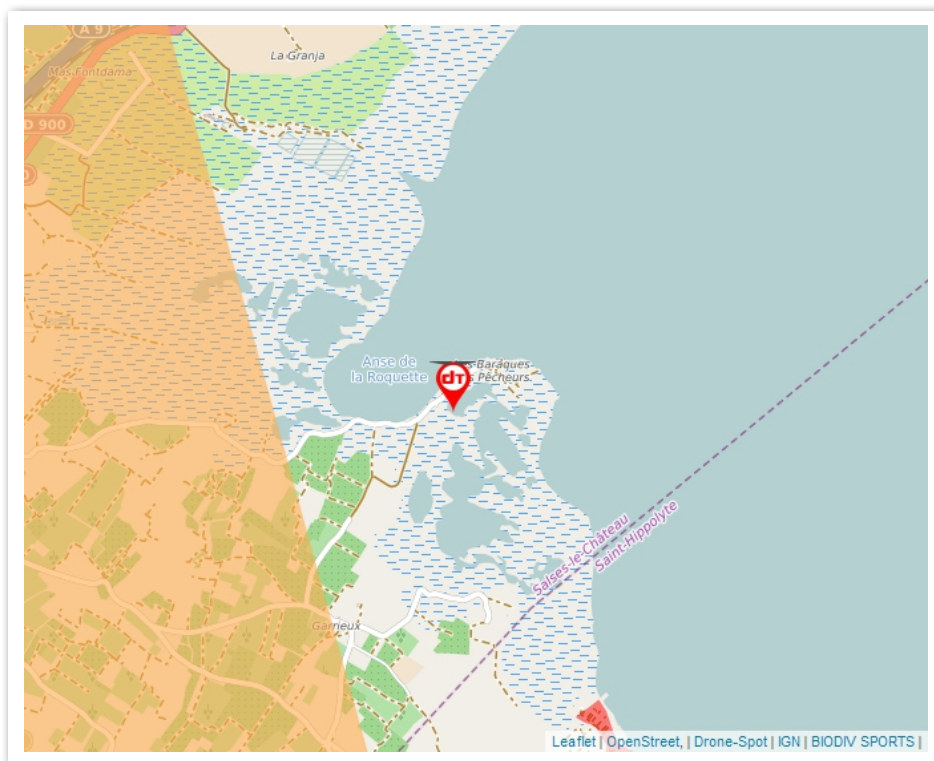 A 9
La Granja
Mas Fontdama
D 900
Anse de
la Roquette
Les Baraques
s Pêcheurs
dT
Salses-le-Château
Saint-Hippolyte
Garrieux
Leaflet | OpenStreet, | Drone-Spot | IGN | BIODIV SPORTS |